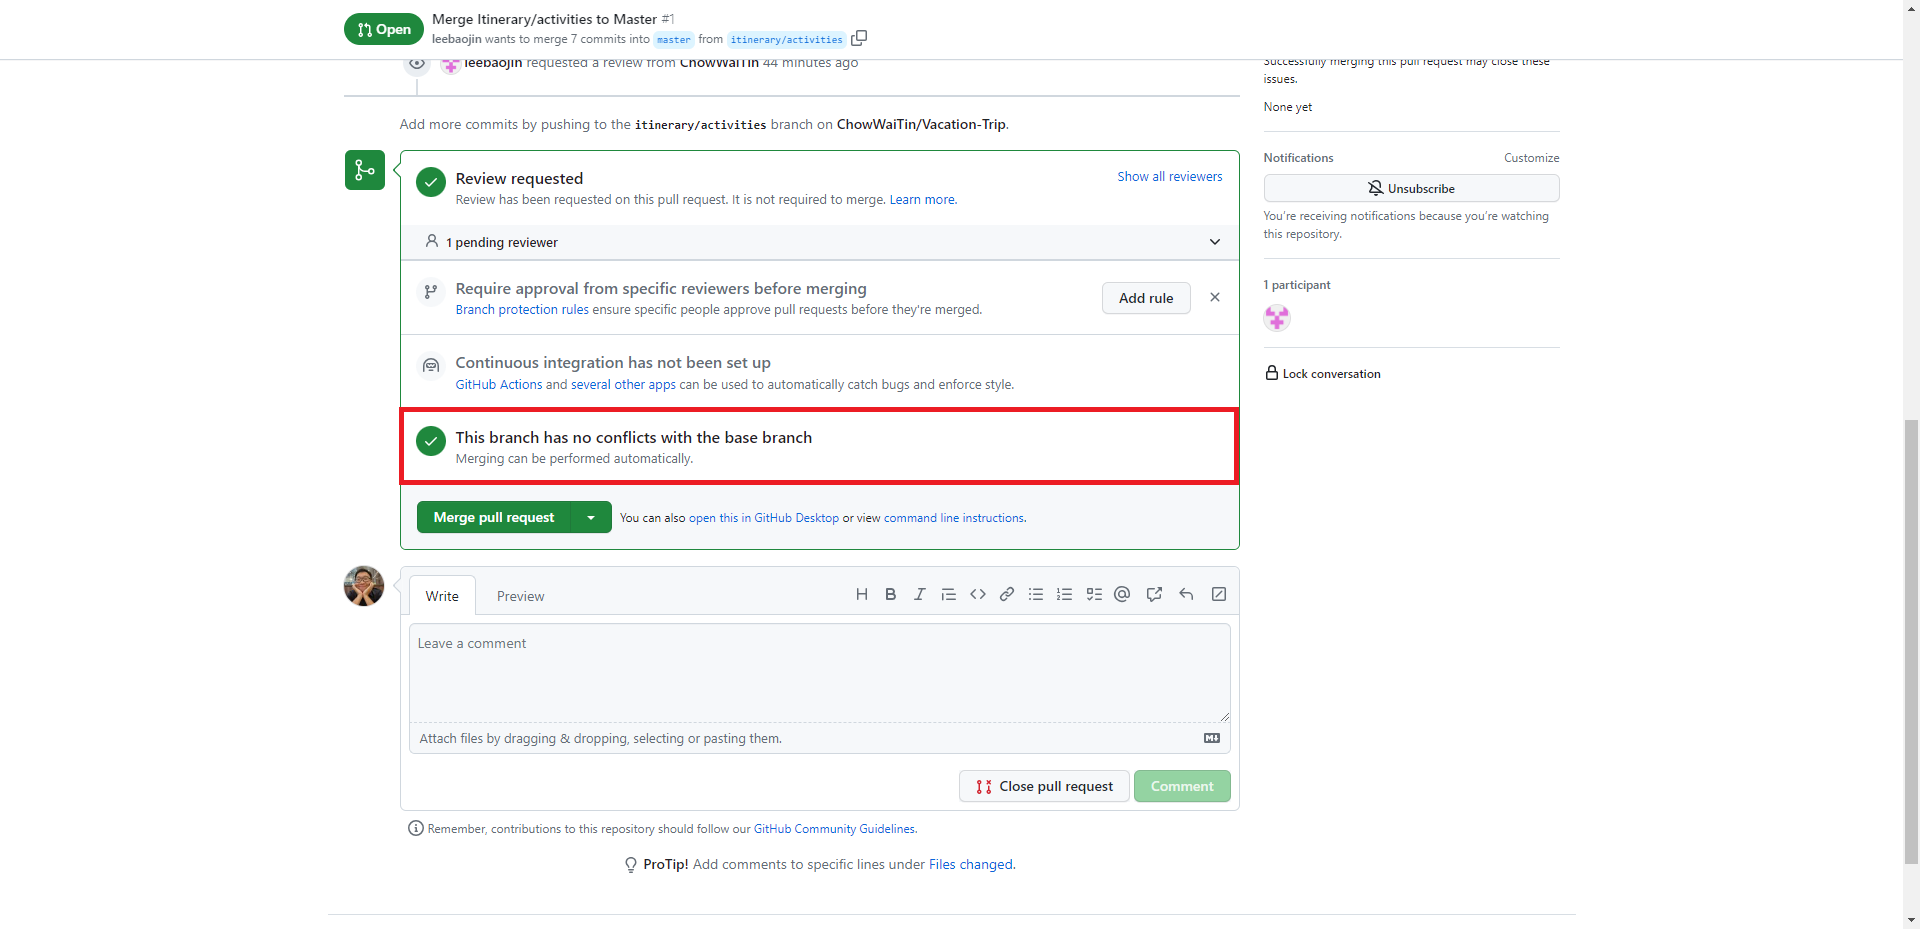 Open
Merge Itinerary/activities to Master #1
leebaojin wants to merge 7 commits into master from itinerary/activities
leebaojin requested a review from ChowWaiTin 44 minutes ago
Add more commits by pushing to the itinerary/activities branch on ChowWaiTin/Vacation-Trip.
Review requested
Show all reviewers
Review has been requested on this pull request. It is not required to merge. Learn more.
1 pending reviewer
Require approval from specific reviewers before merging
Branch protection rules ensure specific people approve pull requests before they're merged.
Add rule
Continuous integration has not been set up
GitHub Actions and several other apps can be used to automatically catch bugs and enforce style.
This branch has no conflicts with the base branch
Merging can be performed automatically.
Merge pull request
You can also open this in GitHub Desktop or view command line instructions.
Write
Preview
Leave a comment
Attach files by dragging & dropping, selecting or pasting them.
Close pull request
Comment
Remember, contributions to this repository should follow our GitHub Community Guidelines.
ProTip! Add comments to specific lines under Files changed.
Successfully merging this pull request may close these
issues.
None yet
Notifications
Customize
Unsubscribe
You're receiving notifications because you're watching
this repository.
1 participant
Lock conversation